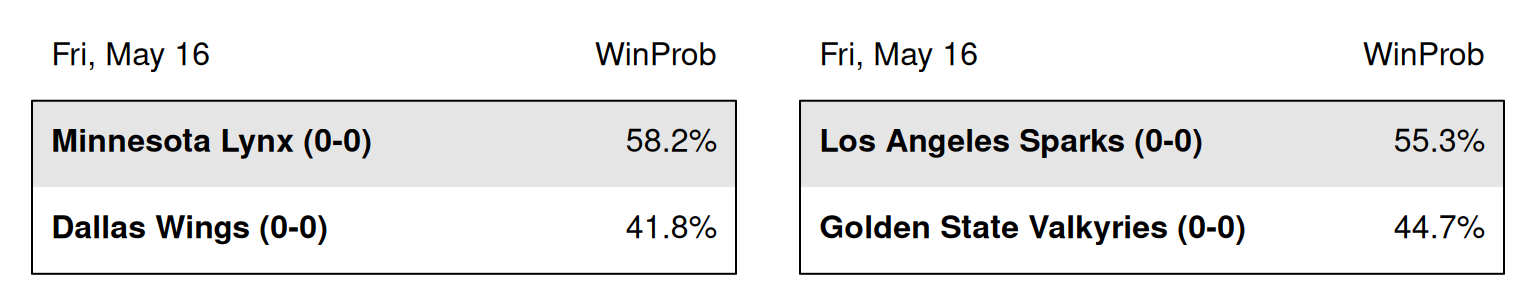 Fri, May 16 WinProb
Minnesota Lynx (0-0) 58.2%
Dallas Wings (0-0) 41.8%
Fri, May 16 WinProb
Los Angeles Sparks (0-0) 55.3%
Golden State Valkyries (0-0) 44.7%